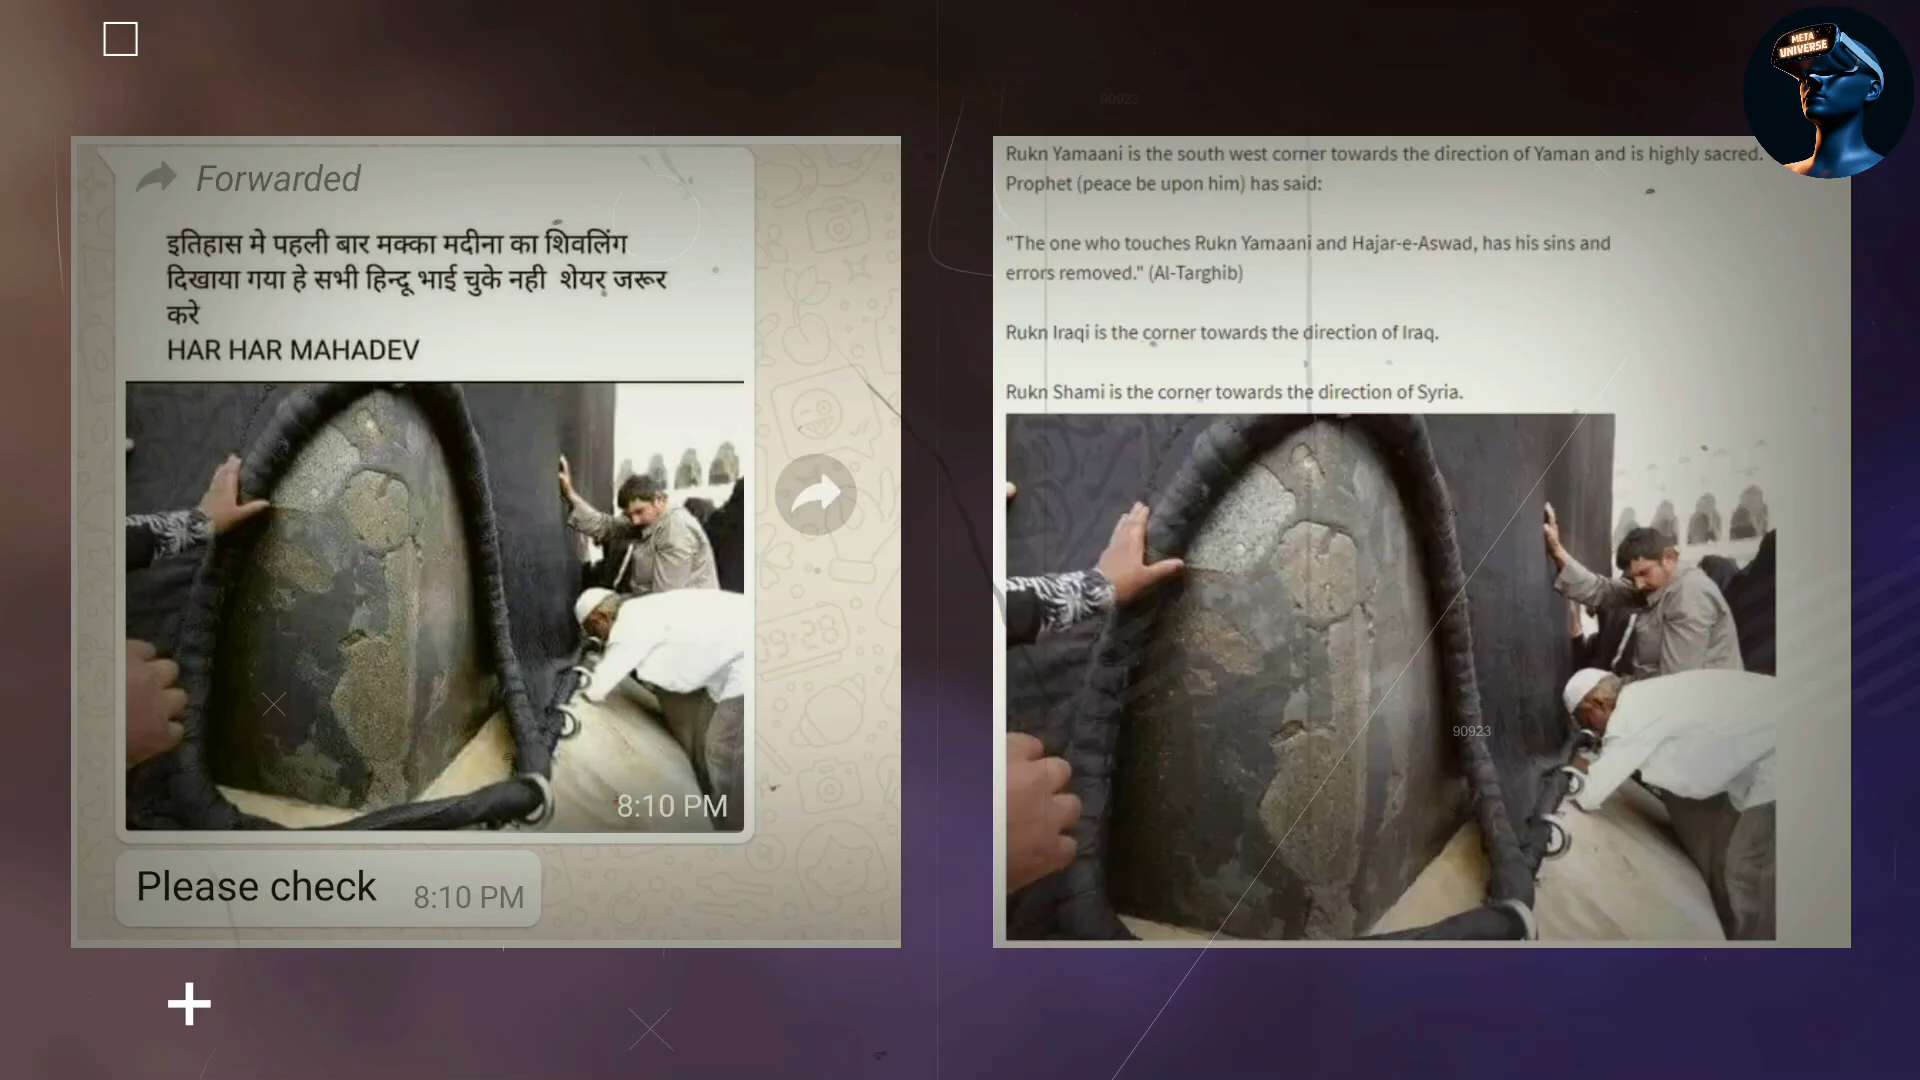 META
UNIVERSE
90923
Forwarded
इतिहास मे पहली बार मक्का मदीना का शिवलिंग
दिखाया गया हे सभी हिन्दू भाई चुके नही शेयर जरूर
करे
HAR HAR MAHADEV
8:10 PM
Please check 8:10 PM
Rukn Yamaani is the south west corner towards the direction of Yaman and is highly sacred.
Prophet (peace be upon him) has said:
"The one who touches Rukn Yamaani and Hajar-e-Aswad, has his sins and
errors removed." (Al-Targhib)
Rukn Iraqi is the corner towards the direction of Iraq.
Rukn Shami is the corner towards the direction of Syria.
90923